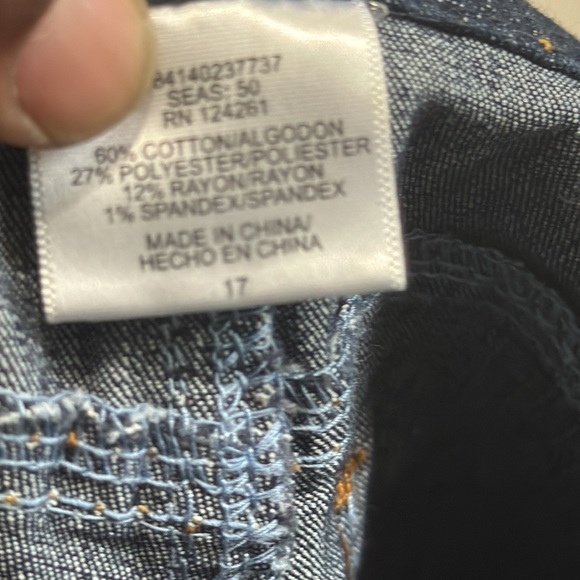 84140237737
SEAS: 50
RN 124261
60% COTTON/ALGODON
27% POLYESTER/POLIESTER
12% RAYON/RAYON
1% SPANDEX/SPANDEX
MADE IN CHINA/
HECHO EN CHINA
17